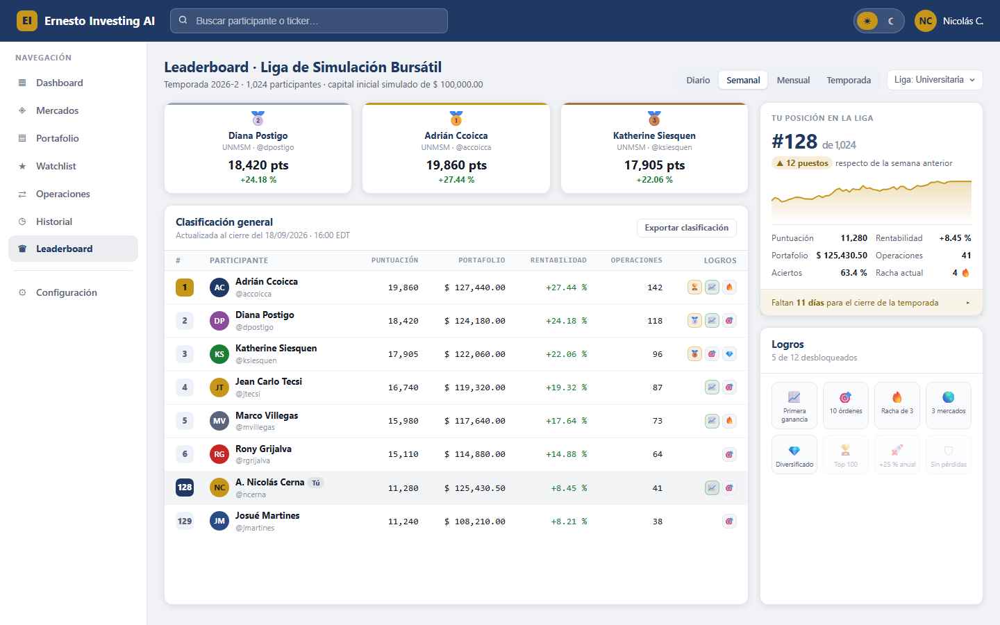 EI Ernesto Investing AI
Buscar participante o ticker...
NC Nicolás C.
NAVEGACIÓN
Dashboard
Mercados
Portafolio
Watchlist
Operaciones
Historial
Leaderboard
Configuración
Leaderboard · Liga de Simulación Bursátil
Temporada 2026-2 · 1,024 participantes · capital inicial simulado de $ 100,000.00
Diario Semanal Mensual Temporada
Liga: Universitaria
2
Diana Postigo
UNMSM · @dpostigo
18,420 pts
+24.18 %
1
Adrián Ccoicca
UNMSM · @accoicca
19,860 pts
+27.44 %
3
Katherine Siesquen
UNMSM · @ksiesquen
17,905 pts
+22.06 %
Clasificación general
Actualizada al cierre del 18/09/2026 · 16:00 EDT
Exportar clasificación
# PARTICIPANTE PUNTUACIÓN PORTAFOLIO RENTABILIDAD OPERACIONES LOGROS
1 AC Adrián Ccoicca 19,860 $ 127,440.00 +27.44 % 142
@accoicca
2 DP Diana Postigo 18,420 $ 124,180.00 +24.18 % 118
@dpostigo
3 KS Katherine Siesquen 17,905 $ 122,060.00 +22.06 % 96
@ksiesquen
4 JT Jean Carlo Tecsi 16,740 $ 119,320.00 +19.32 % 87
@jtecsi
5 MV Marco Villegas 15,980 $ 117,640.00 +17.64 % 73
@mvillegas
6 RG Rony Grijalva 15,110 $ 114,880.00 +14.88 % 64
@rgrijalva
128 NC A. Nicolás Cerna Tú 11,280 $ 125,430.50 +8.45 % 41
@ncerna
129 JM Josué Martines 11,240 $ 108,210.00 +8.21 % 38
@jmartines
TU POSICIÓN EN LA LIGA
#128 de 1,024
▲ 12 puestos respecto de la semana anterior
Puntuación 11,280 Rentabilidad +8.45 %
Portafolio $ 125,430.50 Operaciones 41
Aciertos 63.4 % Racha actual 4
Faltan 11 días para el cierre de la temporada
Logros
5 de 12 desbloqueados
Primera ganancia
10 órdenes
Racha de 3
3 mercados
Diversificado
Top 100
+25 % anual
Sin pérdidas